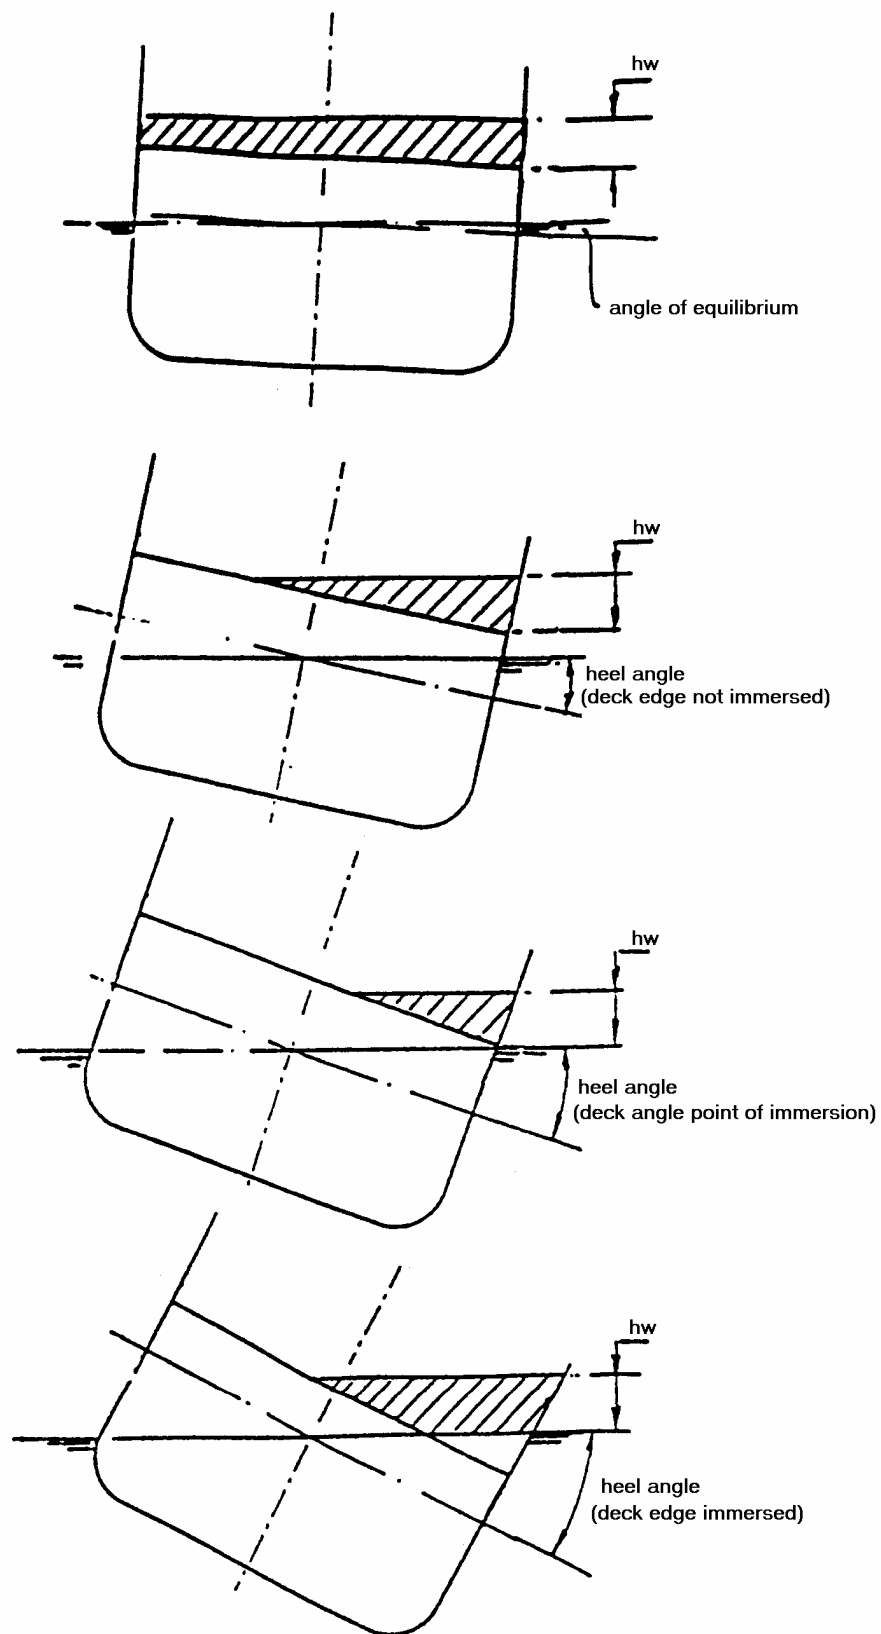 hw
angle of equilibrium
hw
heel angle
(deck edge not immersed)
hw
heel angle
(deck angle point of immersion)
hw
heel angle
(deck edge immersed)